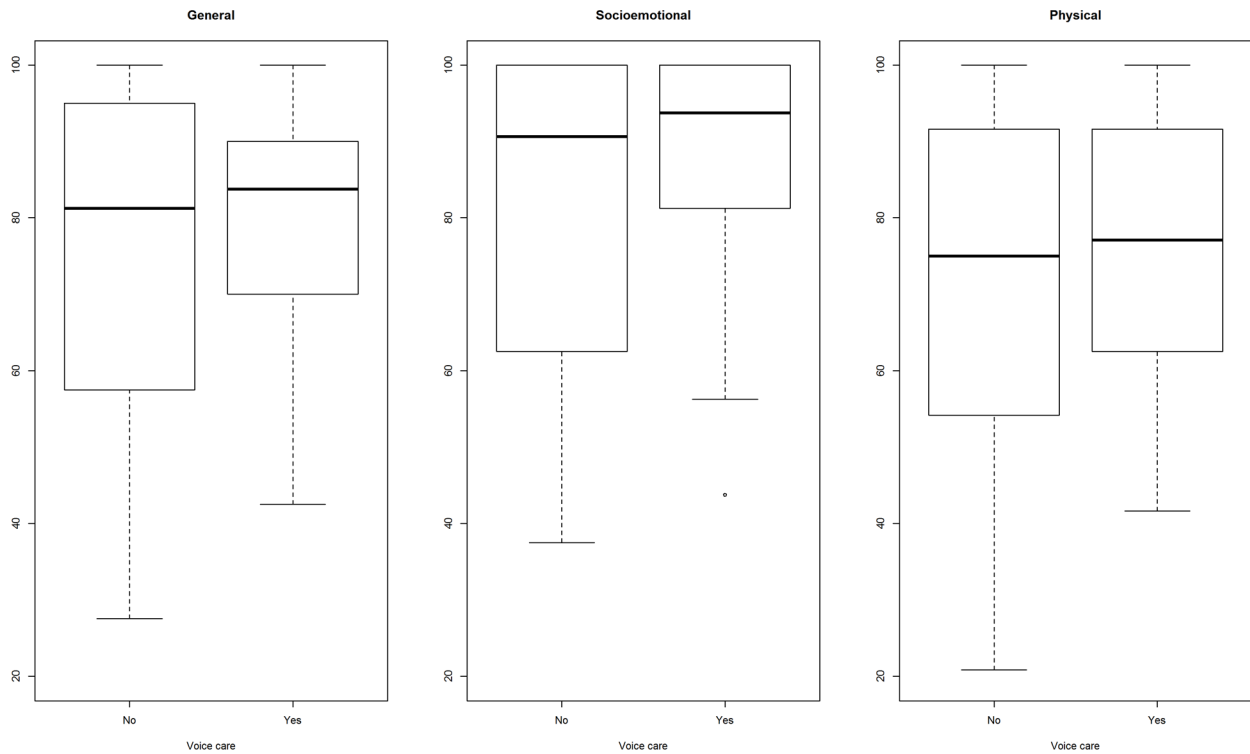 General
100
80
60
40
20
No
Yes
Voice care
Socioemotional
100
80
60
40
20
No
Yes
Voice care
Physical
100
80
60
40
20
No
Yes
Voice care